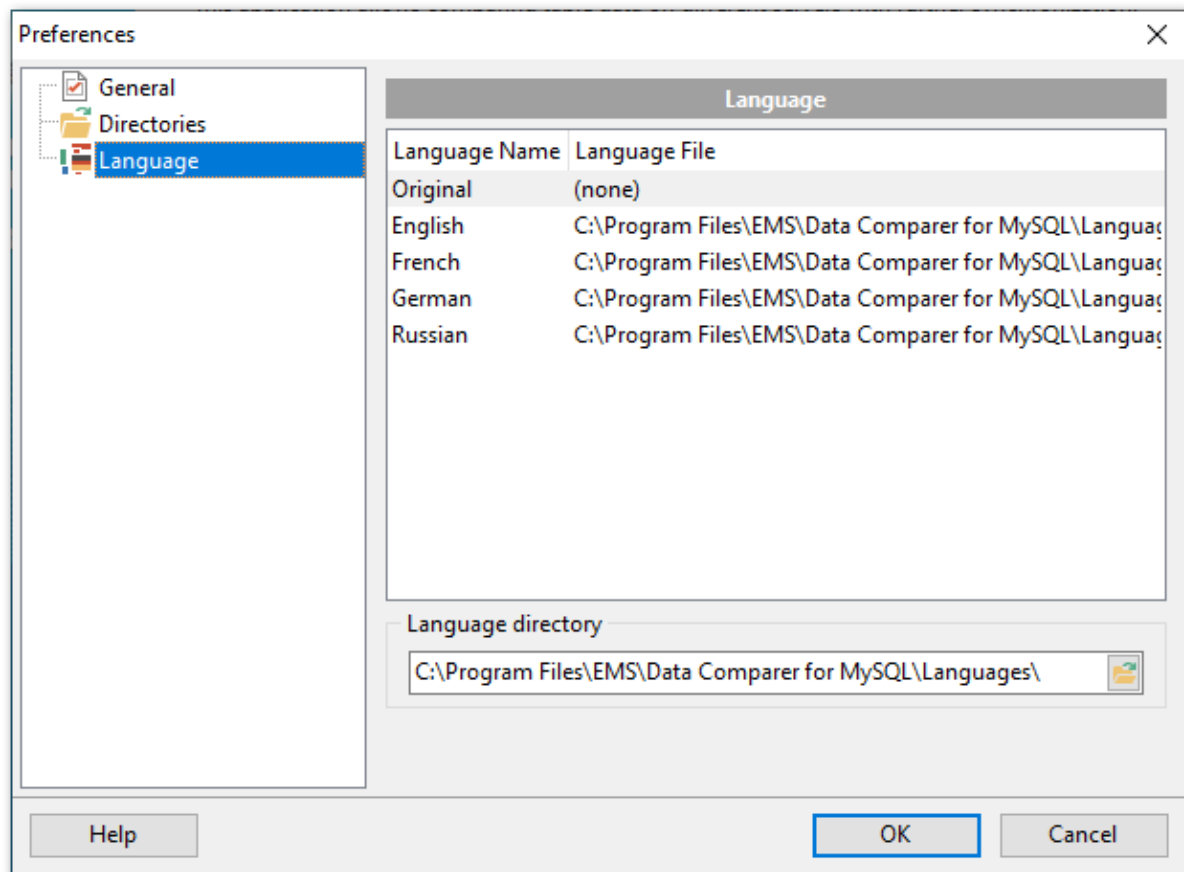 Preferences
General
Directories
Language
Language
Language Name Language File
Original (none)
English C:\Program Files\EMS\Data Comparer for MySQL\Languag
French C:\Program Files\EMS\Data Comparer for MySQL\Languag
German C:\Program Files\EMS\Data Comparer for MySQL\Languag
Russian C:\Program Files\EMS\Data Comparer for MySQL\Languag
Language directory
C:\Program Files\EMS\Data Comparer for MySQL\Languages\
Help OK Cancel